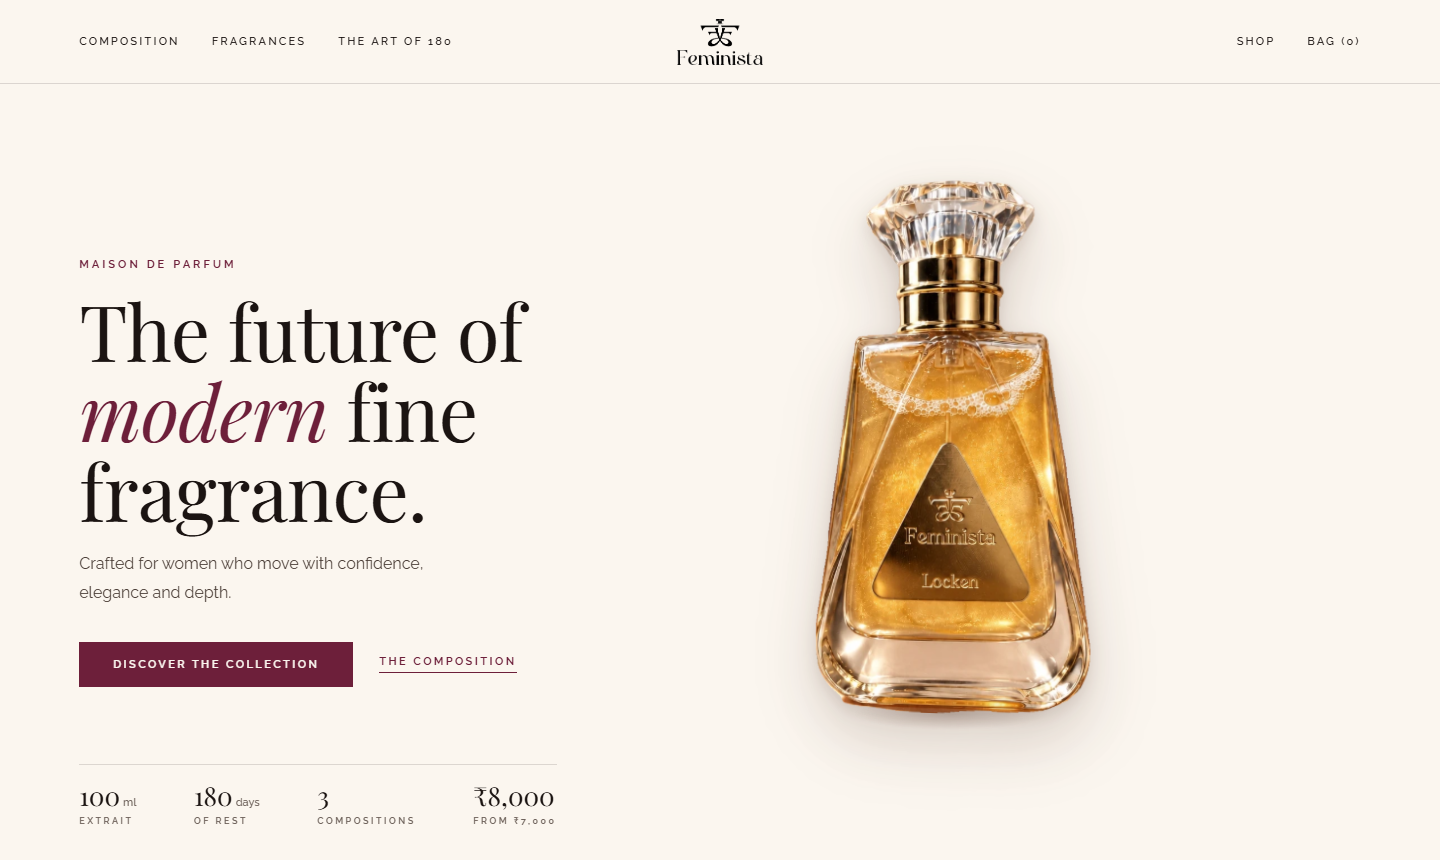 COMPOSITION FRAGRANCES THE ART OF 180
Feminista
SHOP BAG (0)
MAISON DE PARFUM
The future of
modern fine
fragrance.
Crafted for women who move with confidence,
elegance and depth.
DISCOVER THE COLLECTION THE COMPOSITION
100 ml 180 days 3 ₹8,000
EXTRAIT OF REST COMPOSITIONS FROM ₹7,000
Feminista
Locken